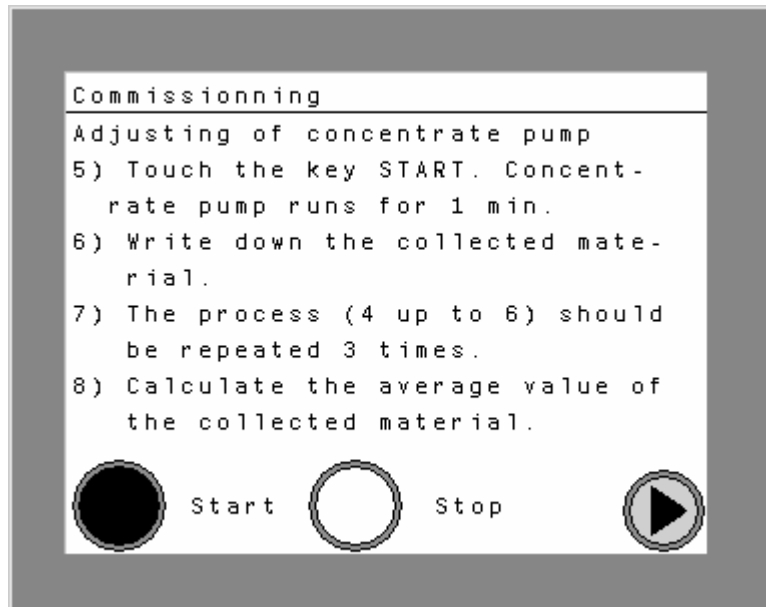 Commissionning
Adjusting of concentrate pump
5) Touch the key START. Concent-
rate pump runs for 1 min.
6) Write down the collected mate-
rial.
7) The process (4 up to 6) should
be repeated 3 times.
8) Calculate the average value of
the collected material.
Start Stop